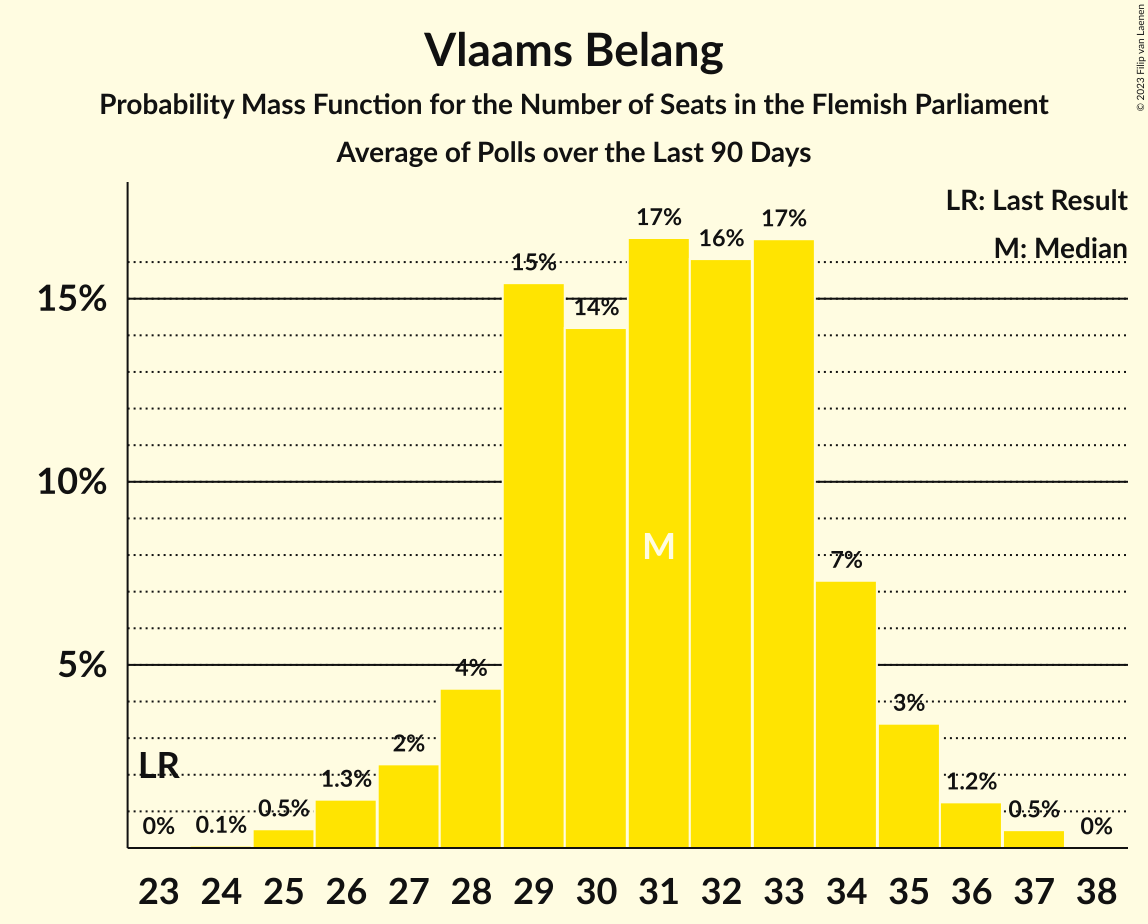 Vlaams Belang
Probability Mass Function for the Number of Seats in the Flemish Parliament
Average of Polls over the Last 90 Days
© 2023 Filip van Laenen
LR: Last Result
M: Median
15%
10%
5%
LR
0%
0.1%
0.5%
1.3%
2%
4%
15%
14%
17%
16%
17%
7%
3%
1.2%
0.5%
0%
M
23 24 25 26 27 28 29 30 31 32 33 34 35 36 37 38